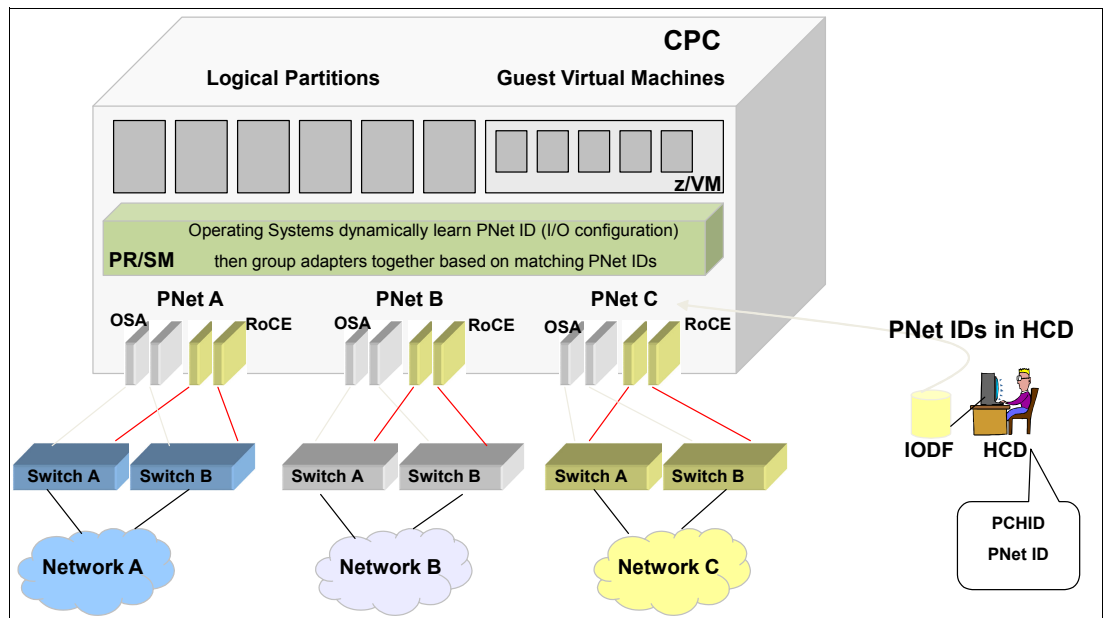 CPC
Logical Partitions
Guest Virtual Machines
z/VM
Operating Systems dynamically learn PNet ID (I/O configuration)
PR/SM
then group adapters together based on matching PNet IDs
PNet A
PNet B
PNet C
OSA
RoCE
OSA
RoCE
OSA
RoCE
PNet IDs in HCD
IODF
HCD
Switch A
Switch B
Switch A
Switch B
Switch A
Switch B
PCHID
PNet ID
Network A
Network B
Network C